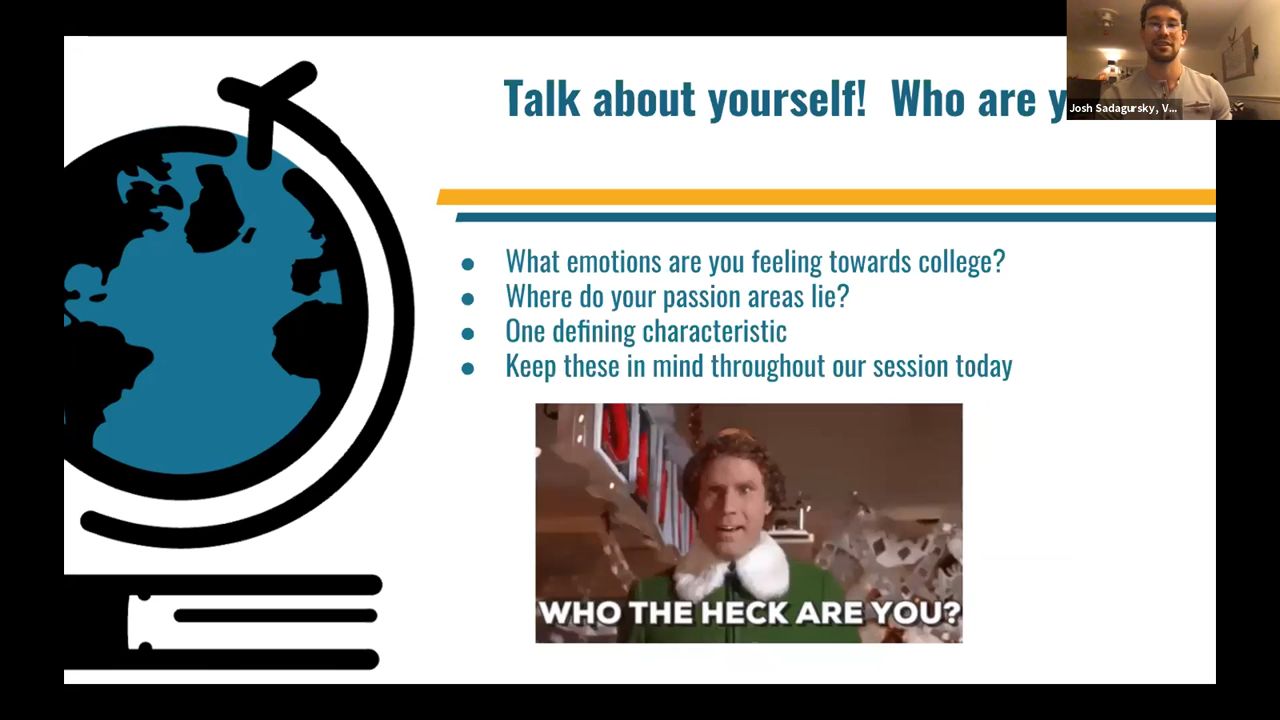 Talk about yourself! Who are y
Josh Sadagursky, V...
What emotions are you feeling towards college?
Where do your passion areas lie?
One defining characteristic
Keep these in mind throughout our session today
WHO THE HECK ARE YOU?